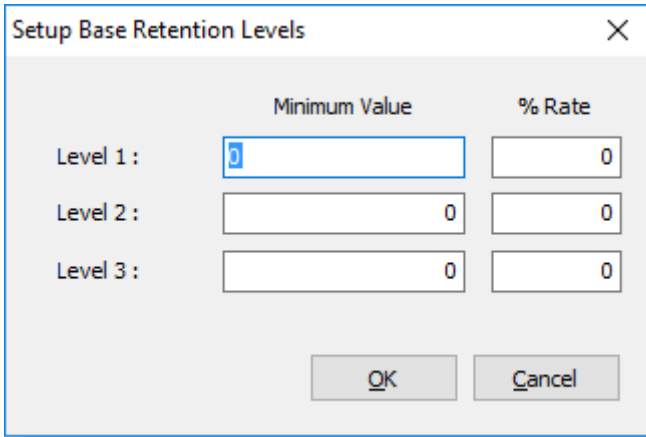 Setup Base Retention Levels
Minimum Value % Rate
Level 1 : 0 0
Level 2 : 0 0
Level 3 : 0 0
OK Cancel